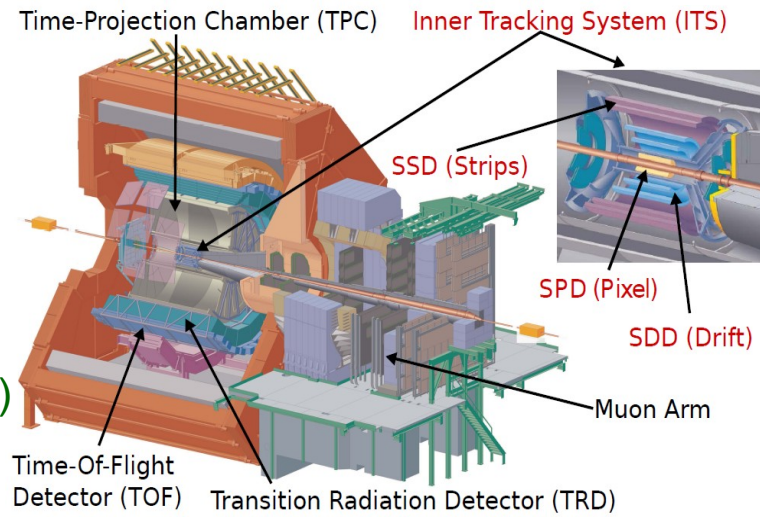 Time-Projection Chamber (TPC)
Inner Tracking System (ITS)
SSD (Strips)
SPD (Pixel)
SDD (Drift)
)
Muon Arm
Time-Of-Flight
Detector (TOF)
Transition Radiation Detector (TRD)